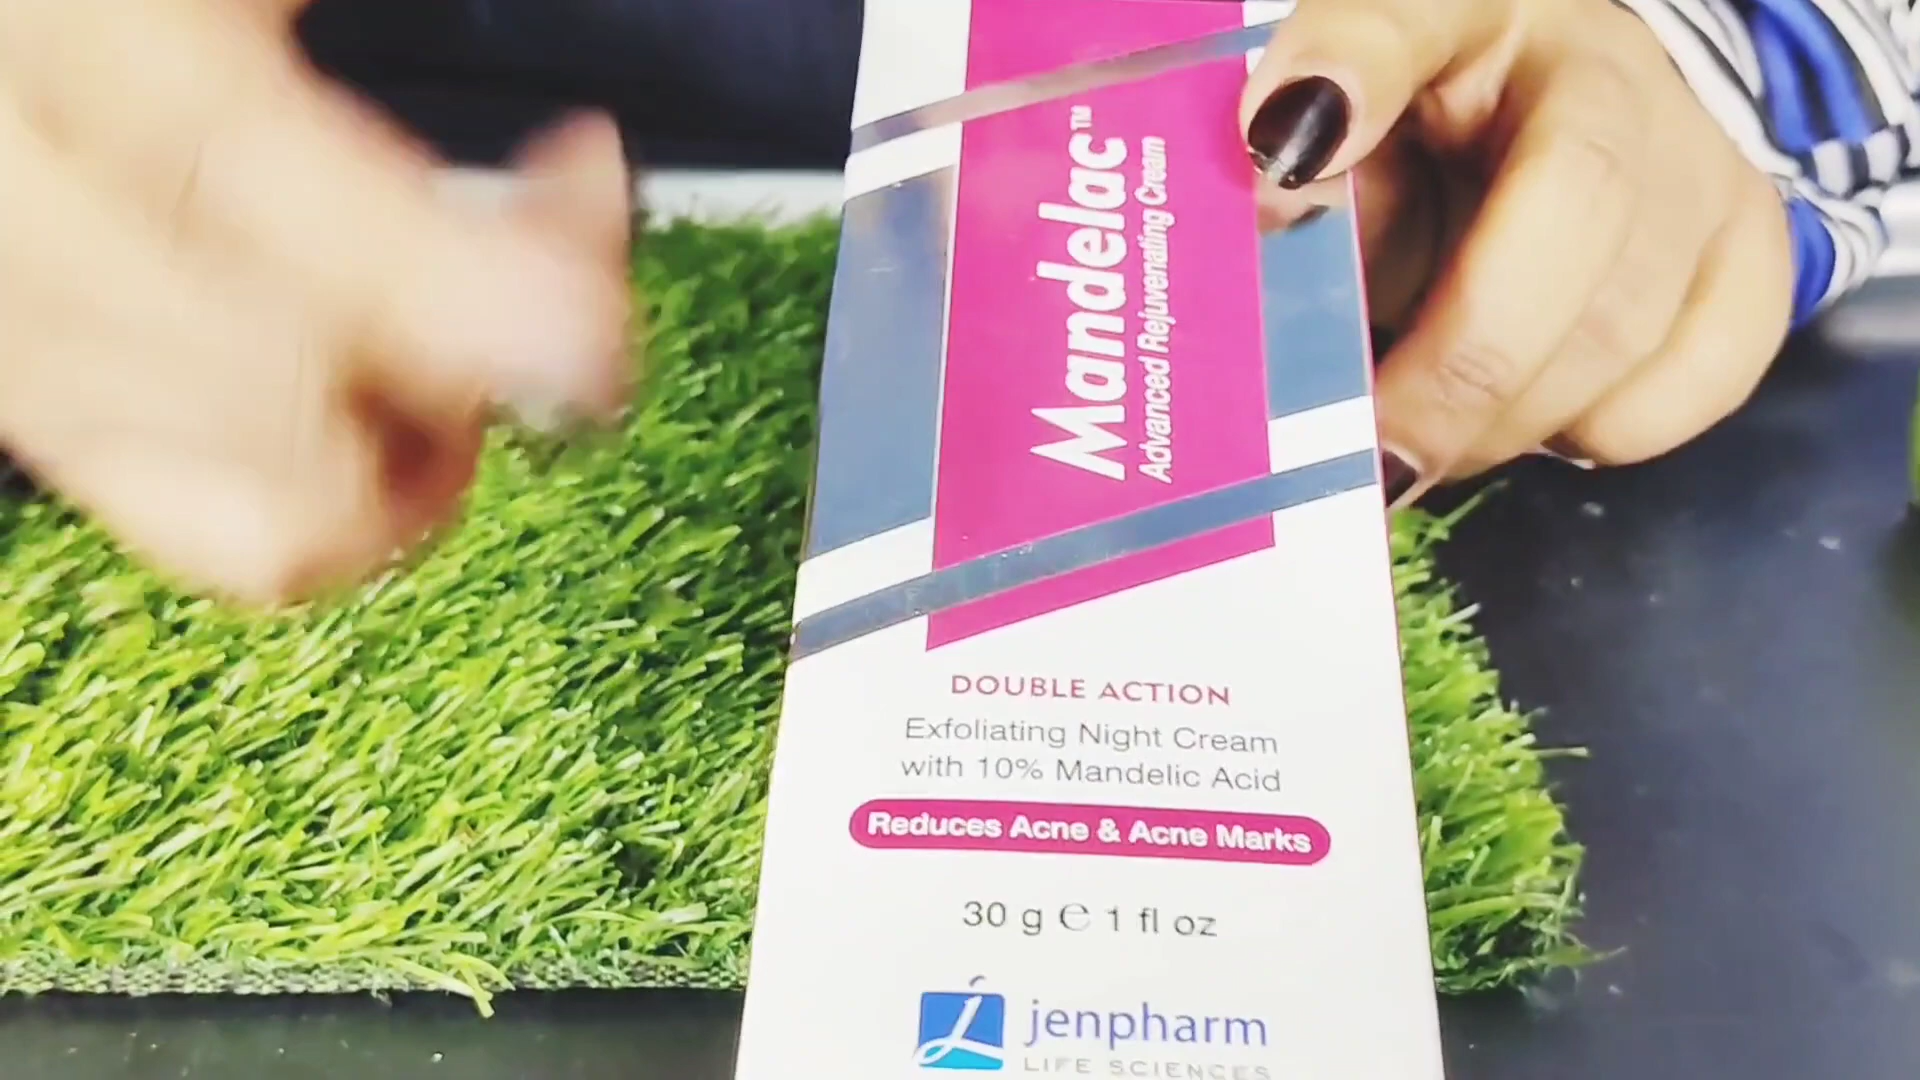 Mandelac™
Advanced Rejuvenating Cream
DOUBLE ACTION
Exfoliating Night Cream
with 10% Mandelic Acid
Reduces Acne & Acne Marks
30 g ℮ 1 fl oz
jenpharm
LIFE SCIENCES